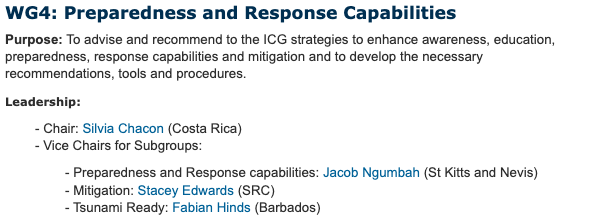 WG4: Preparedness and Response Capabilities
Purpose: To advise and recommend to the ICG strategies to enhance awareness, education,
preparedness, response capabilities and mitigation and to develop the necessary
recommendations, tools and procedures.
Leadership:
- Chair: Silvia Chacon (Costa Rica)
- Vice Chairs for Subgroups:
- Preparedness and Response capabilities: Jacob Ngumbah (St Kitts and Nevis)
- Mitigation: Stacey Edwards (SRC)
- Tsunami Ready: Fabian Hinds (Barbados)